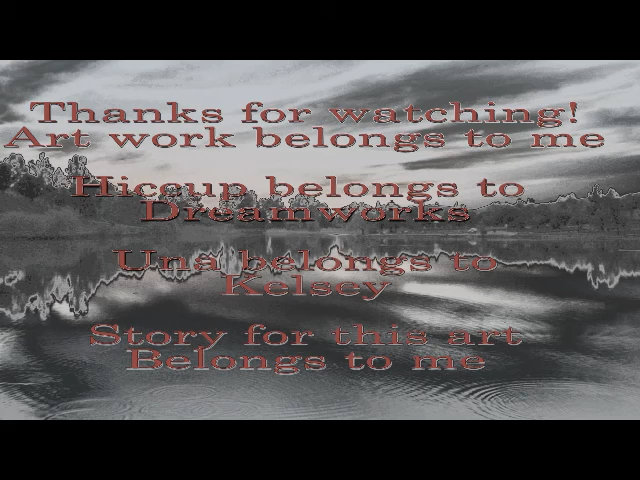 Thanks for watching!
Art work belongs to me
Hiccup belongs to
Dreamworks
Una belongs to
Kelsey
Story for this art
Belongs to me